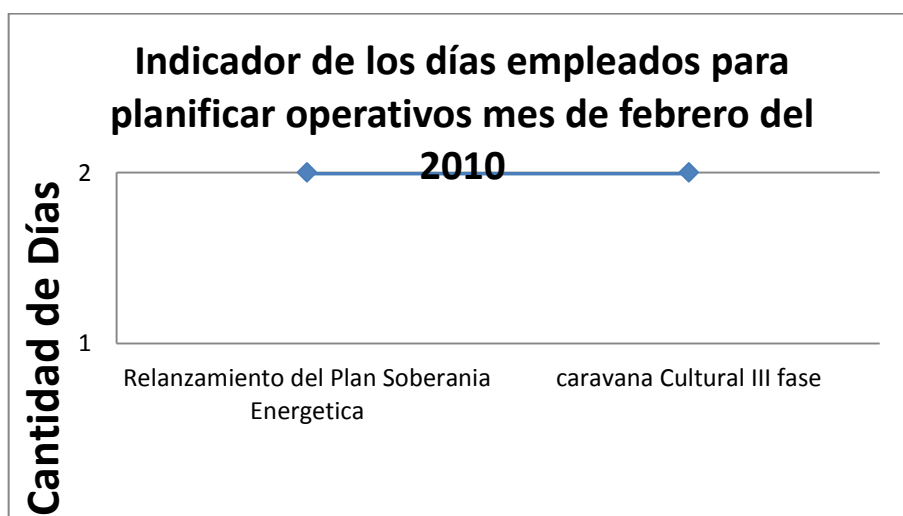 Indicador de los días empleados para
planificar operativos mes de febrero del
2010
Cantidad de Días
2
1
Relanzamiento del Plan Soberania
Energetica
caravana Cultural III fase